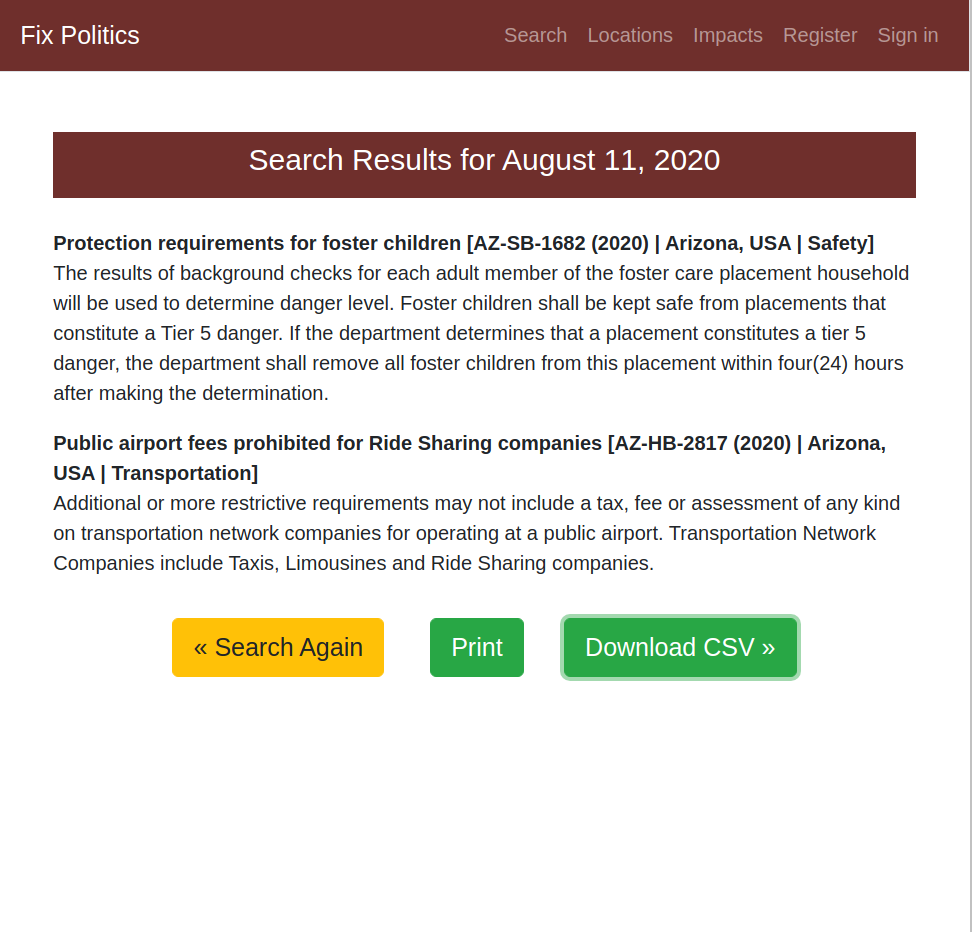 Fix Politics
Search Locations Impacts Register Sign in
Search Results for August 11, 2020
Protection requirements for foster children [AZ-SB-1682 (2020) | Arizona, USA | Safety]
The results of background checks for each adult member of the foster care placement household
will be used to determine danger level. Foster children shall be kept safe from placements that
constitute a Tier 5 danger. If the department determines that a placement constitutes a tier 5
danger, the department shall remove all foster children from this placement within four(24) hours
after making the determination.
Public airport fees prohibited for Ride Sharing companies [AZ-HB-2817 (2020) | Arizona,
USA | Transportation]
Additional or more restrictive requirements may not include a tax, fee or assessment of any kind
on transportation network companies for operating at a public airport. Transportation Network
Companies include Taxis, Limousines and Ride Sharing companies.
« Search Again
Print
Download CSV »